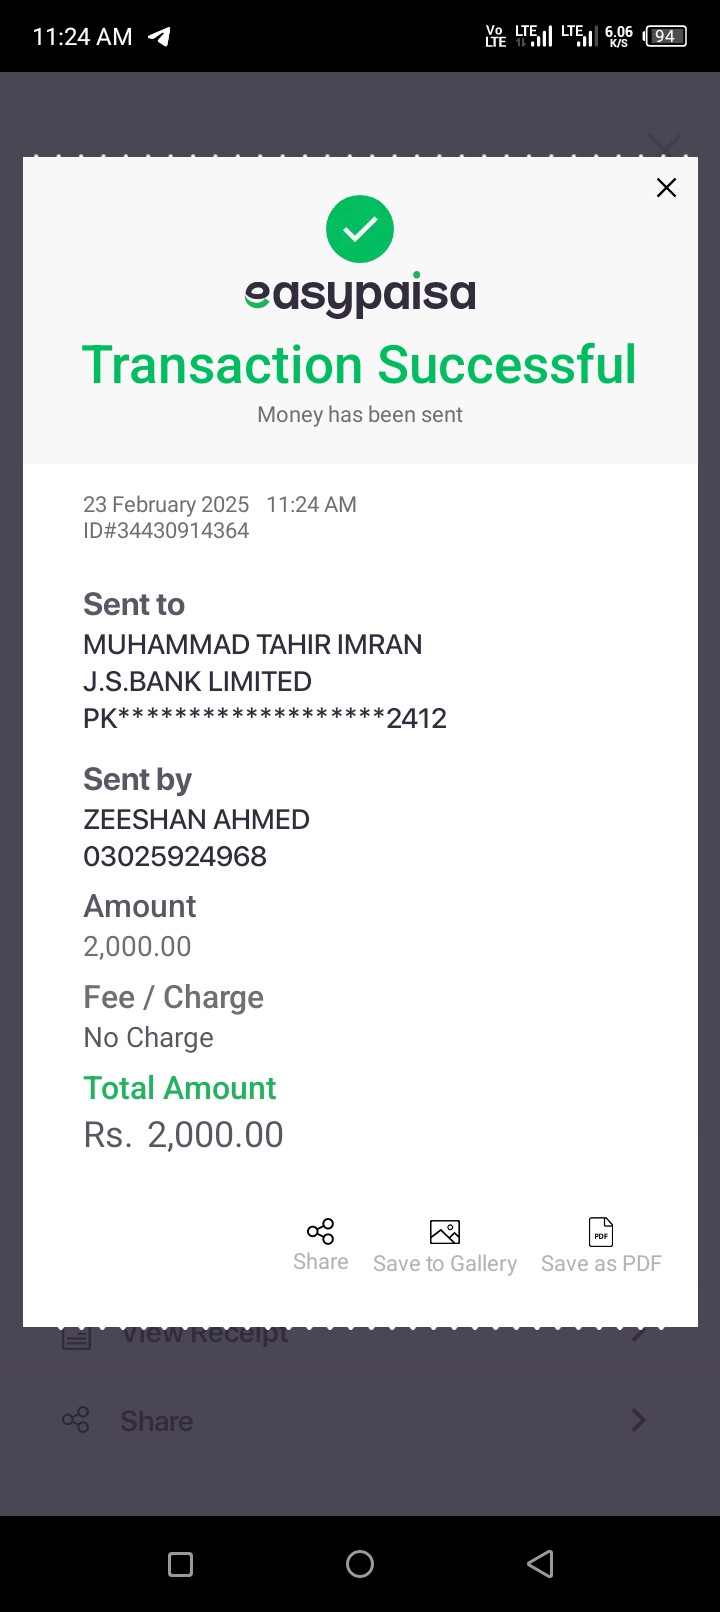 11:24 AM
Vo LTE LTE LTE 6.06 K/S 94
easypaisa
Transaction Successful
Money has been sent
23 February 2025 11:24 AM
ID#34430914364
Sent to
MUHAMMAD TAHIR IMRAN
J.S.BANK LIMITED
PK*******************2412
Sent by
ZEESHAN AHMED
03025924968
Amount
2,000.00
Fee / Charge
No Charge
Total Amount
Rs. 2,000.00
PDF
Share Save to Gallery Save as PDF
View Receipt
Share